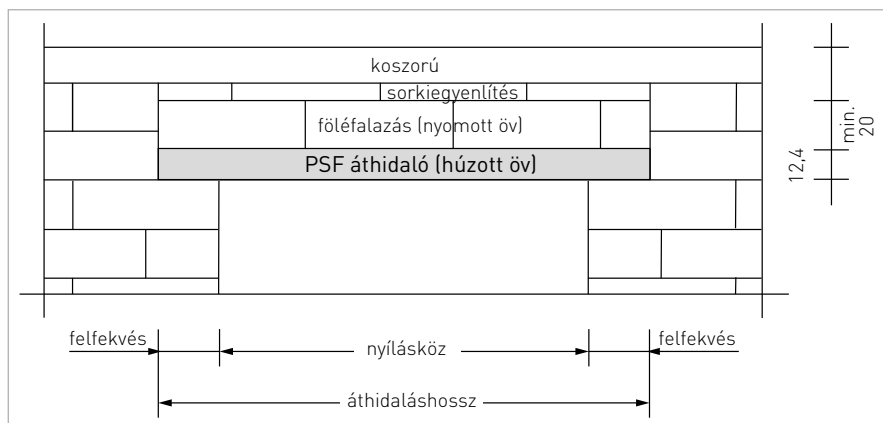 koszorú
sorkiegyenlítés
föléfalazás (nyomott öv)
PSF áthidaló (húzott öv)
min.
20
12,4
felfekvés
nyílásköz
felfekvés
áthidaláshossz